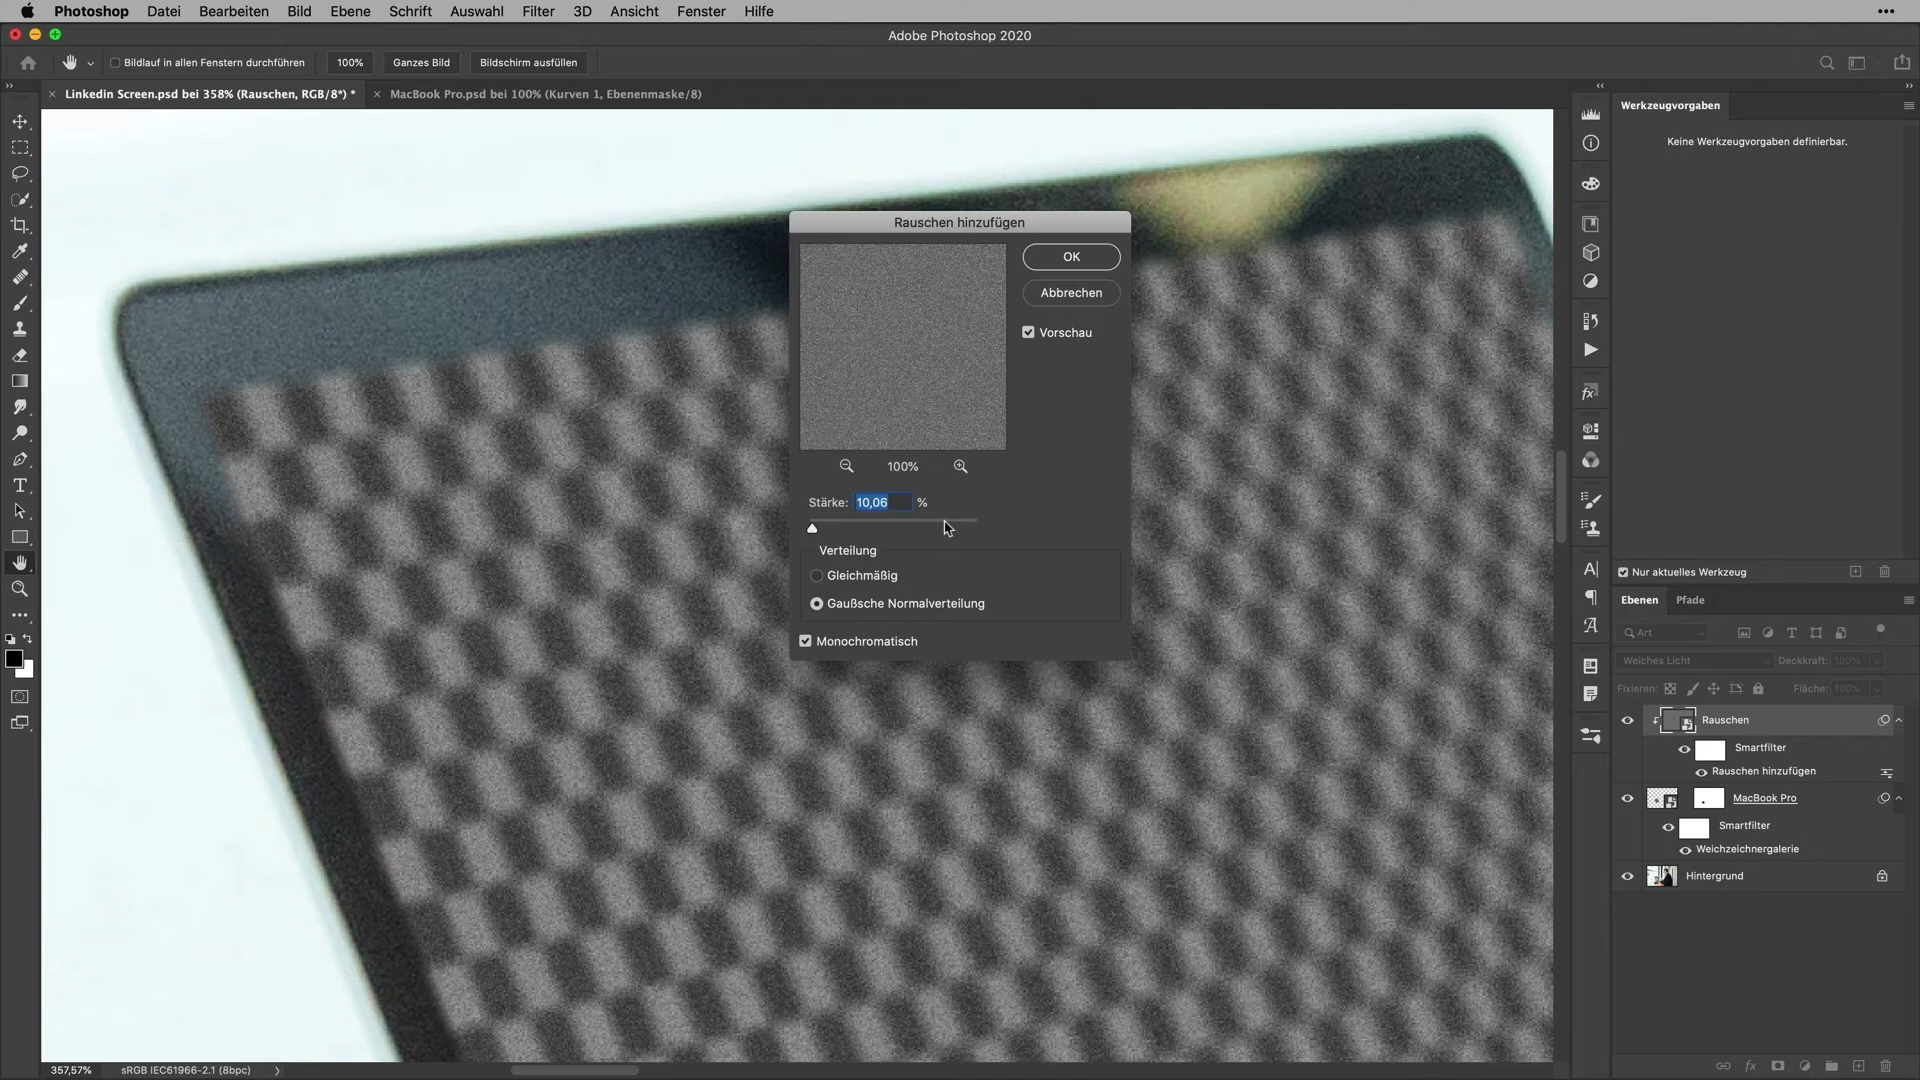 Photoshop Datei Bearbeiten Bild Ebene Schrift Auswahl Filter 3D Ansicht Fenster Hilfe
Adobe Photoshop 2020
Bildlauf in allen Fenstern durchführen 100% Ganzes Bild Bildschirm ausfüllen
Linkedin Screen.psd bei 358% (Rauschen, RGB/8*) *
MacBook Pro.psd bei 100% (Kurven 1, Ebenenmaske/8)
Werkzeugvorgaben
Keine Werkzeugvorgaben definierbar.
Rauschen hinzufügen
OK
Abbrechen
Vorschau
100%
Stärke: 10,06 %
Verteilung
Gleichmäßig
Gaußsche Normalverteilung
Monochromatisch
Nur aktuelles Werkzeug
Ebenen Pfade
Art
Weiches Licht Deckkraft: 100%
Fixieren: Fläche: 100%
Rauschen
Smartfilter
Rauschen hinzufügen
MacBook Pro
Smartfilter
Weichzeichnergalerie
Hintergrund
357,57% sRGB IEC61966-2.1 (8bpc)